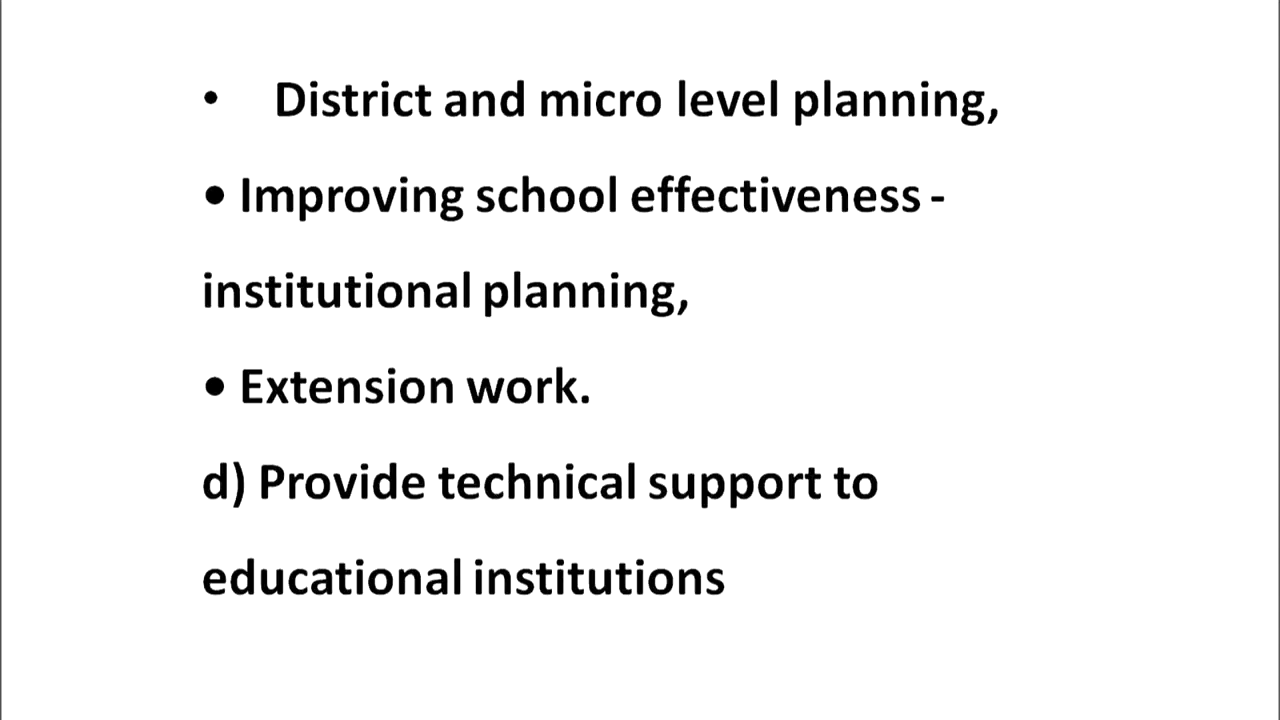 • District and micro level planning,
• Improving school effectiveness -
institutional planning,
• Extension work.
d) Provide technical support to
educational institutions